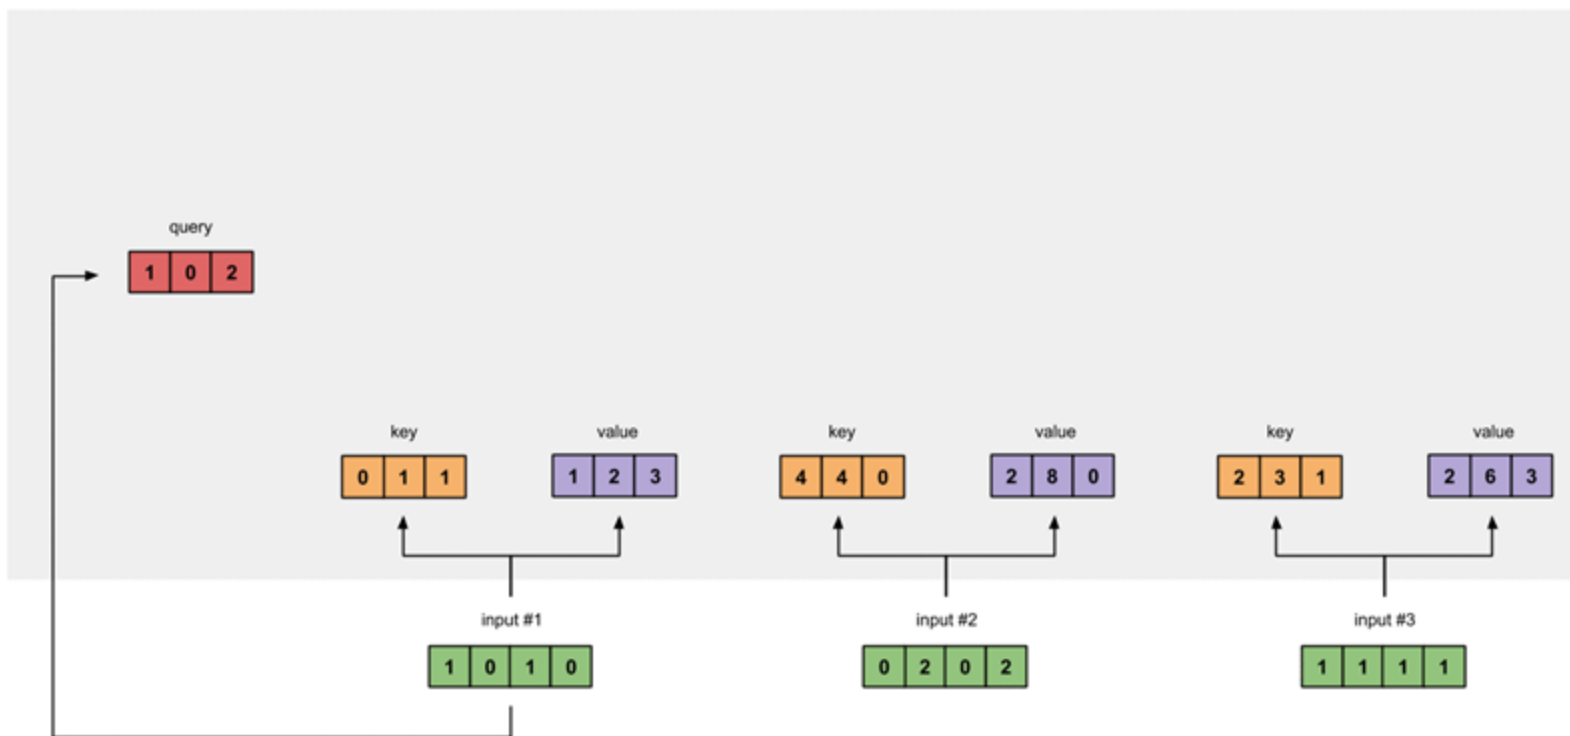 query
1 0 2
key value key value key value
0 1 1 1 2 3 4 4 0 2 8 0 2 3 1 2 6 3
input #1 input #2 input #3
1 0 1 0 0 2 0 2 1 1 1 1